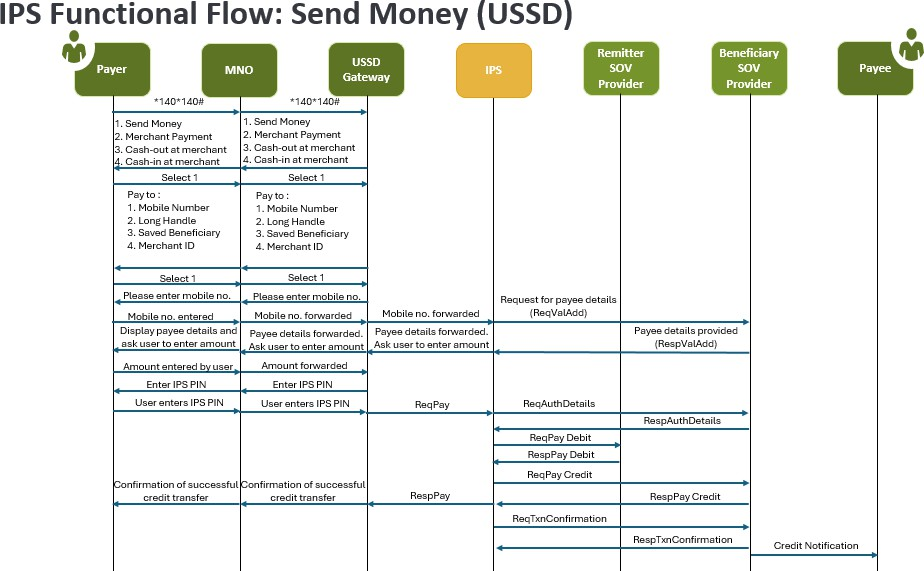 IPS Functional Flow: Send Money (USSD)
Payer
MNO
USSD
Gateway
IPS
Remitter
SOV
Provider
Beneficiary
SOV
Provider
Payee
*140*140#
*140*140#
1. Send Money
2. Merchant Payment
3. Cash-out at merchant
4. Cash-in at merchant
1. Send Money
2. Merchant Payment
3. Cash-out at merchant
4. Cash-in at merchant
Select 1
Select 1
Pay to :
1. Mobile Number
2. Long Handle
3. Saved Beneficiary
4. Merchant ID
Pay to :
1. Mobile Number
2. Long Handle
3. Saved Beneficiary
4. Merchant ID
Select 1
Select 1
Please enter mobile no.
Please enter mobile no.
Mobile no. entered
Mobile no. forwarded
Mobile no. forwarded
Request for payee details
(ReqValAdd)
Display payee details and
ask user to enter amount
Payee details forwarded.
Ask user to enter amount
Payee details forwarded.
Ask user to enter amount
Payee details provided
(RespValAdd)
Amount entered by user
Amount forwarded
Enter IPS PIN
Enter IPS PIN
User enters IPS PIN
User enters IPS PIN
ReqPay
ReqAuthDetails
RespAuthDetails
ReqPay Debit
RespPay Debit
ReqPay Credit
Confirmation of successful
credit transfer
Confirmation of successful
credit transfer
RespPay
RespPay Credit
ReqTxnConfirmation
RespTxnConfirmation
Credit Notification